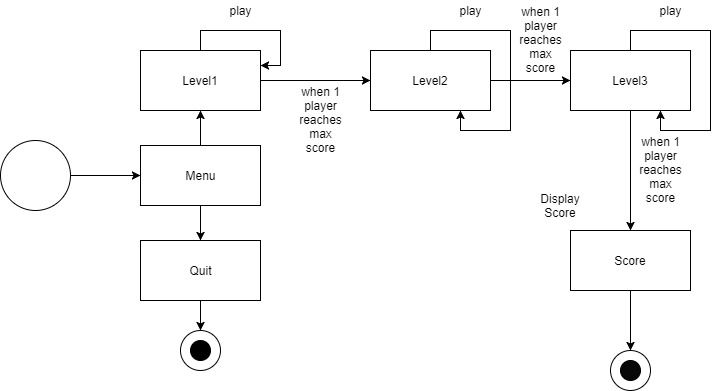 play
play
when 1
player
reaches
max
score
play
Level1
Level2
Level3
when 1
player
reaches
max
score
when 1
player
reaches
max
score
Menu
Display
Score
Quit
Score